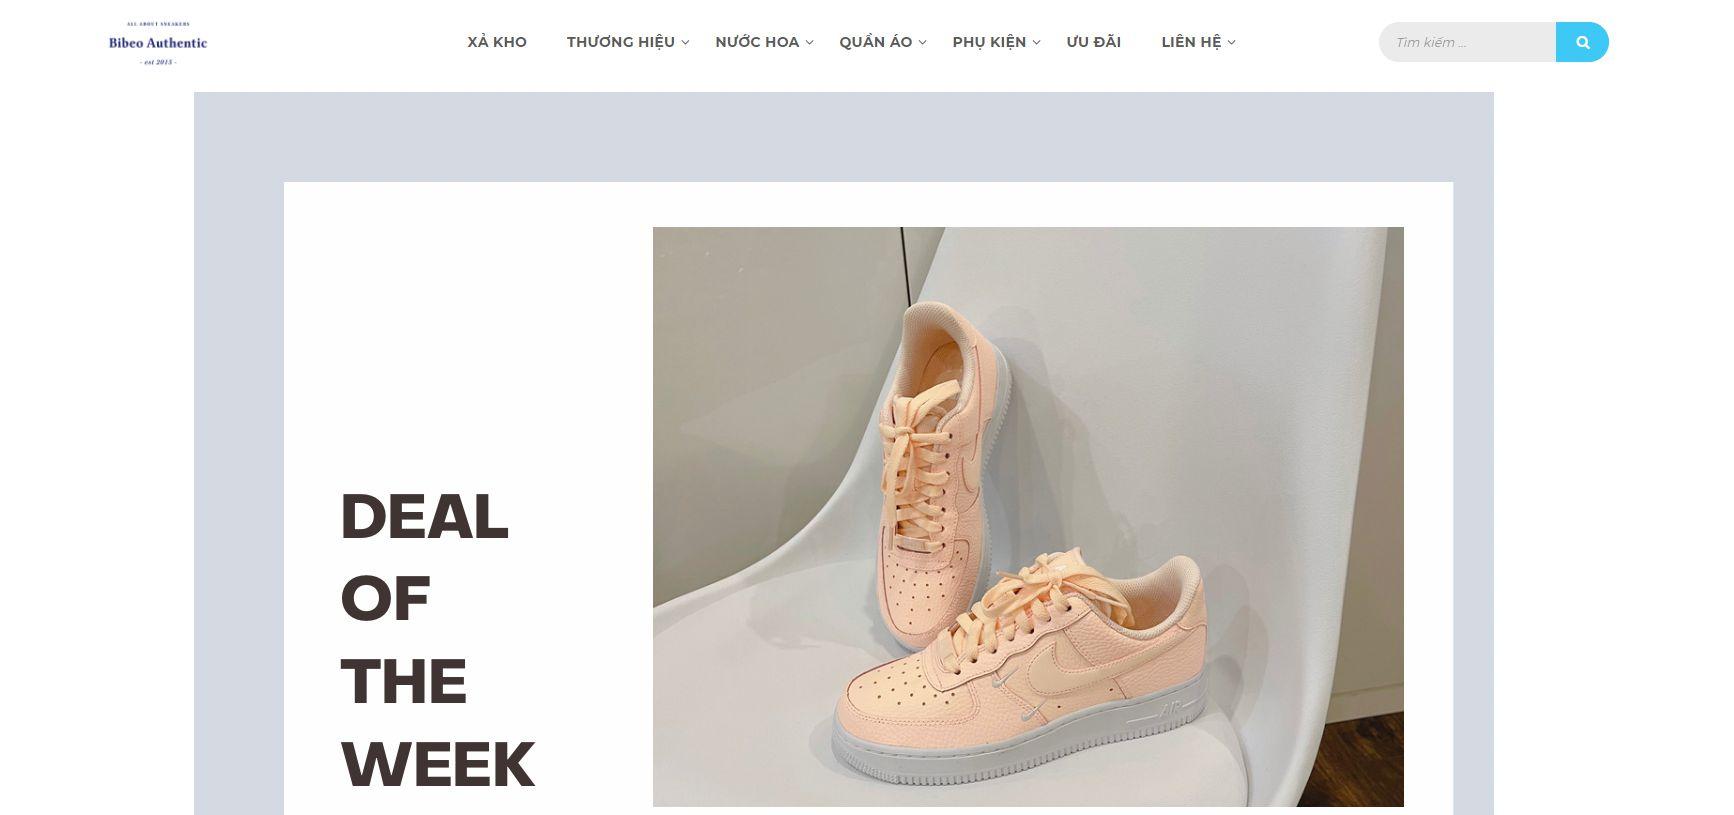 ALL ABOUT SNEAKERS
Bibeo Authentic
- est 2015 -
XẢ KHO
THƯƠNG HIỆU
NƯỚC HOA
QUẦN ÁO
PHỤ KIỆN
ƯU ĐÃI
LIÊN HỆ
Tìm kiếm ...
DEAL
OF
THE
WEEK
AIR